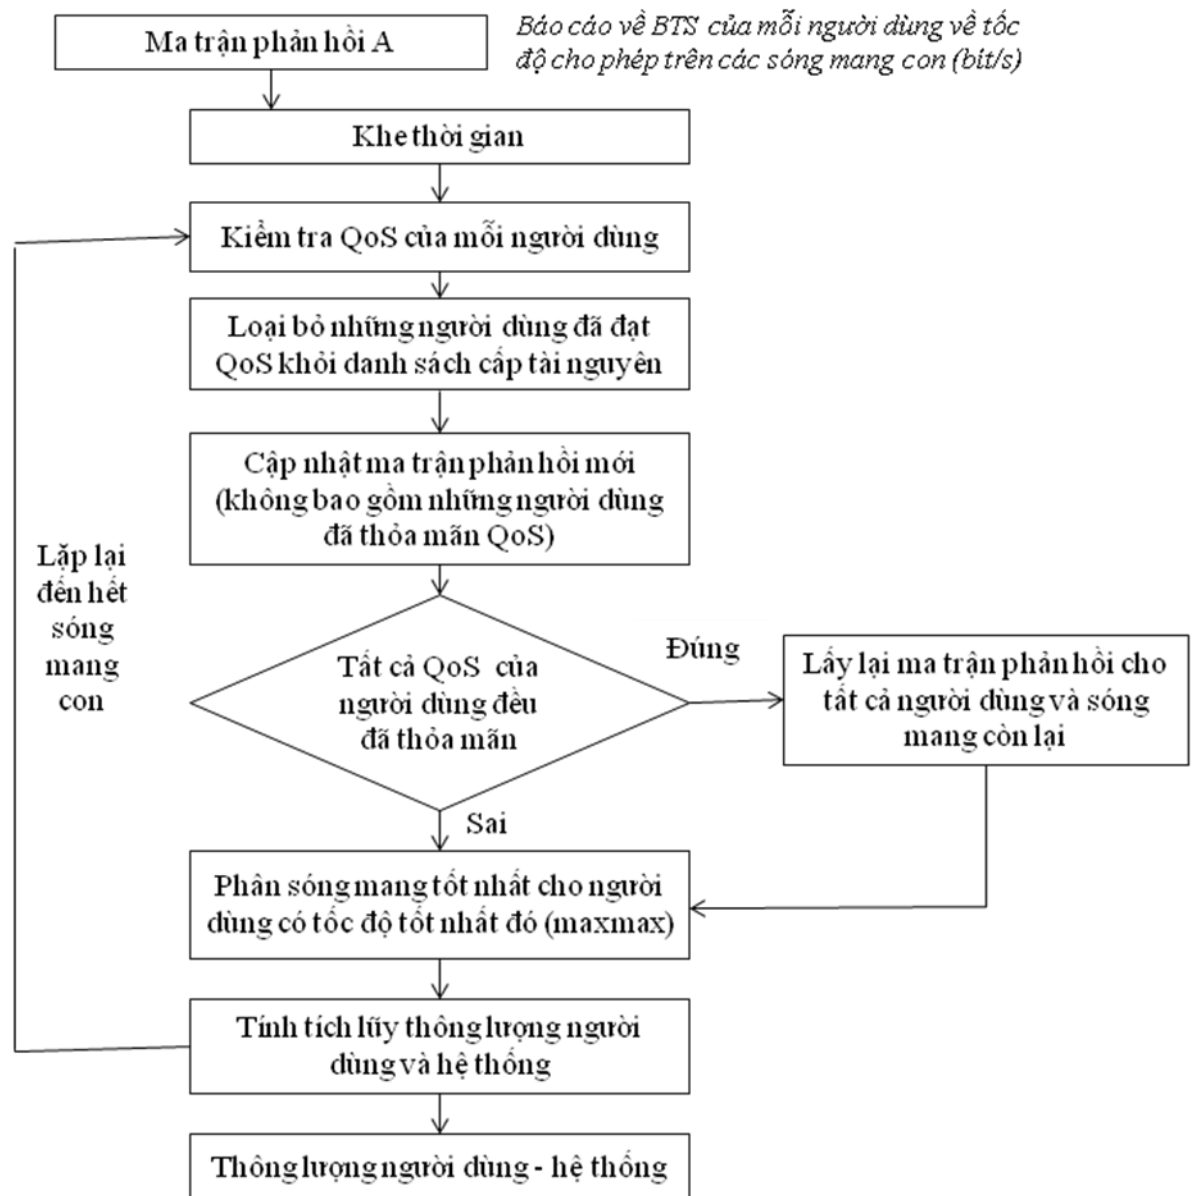 Ma trận phản hồi A
Báo cáo về BTS của mỗi người dùng về tốc
độ cho phép trên các sóng mang con (bit/s)
Khe thời gian
Kiểm tra QoS của mỗi người dùng
Loại bỏ những người dùng đã đạt
QoS khỏi danh sách cấp tài nguyên
Cập nhật ma trận phản hồi mới
(không bao gồm những người dùng
đã thỏa mãn QoS)
Lặp lại
đến hết
sóng
mang
con
Tất cả QoS của
người dùng đều
đã thỏa mãn
Đúng
Lấy lại ma trận phản hồi cho
tất cả người dùng và sóng
mang còn lại
Sai
Phân sóng mang tốt nhất cho người
dùng có tốc độ tốt nhất đó (maxmax)
Tính tích lũy thông lượng người
dùng và hệ thống
Thông lượng người dùng - hệ thống